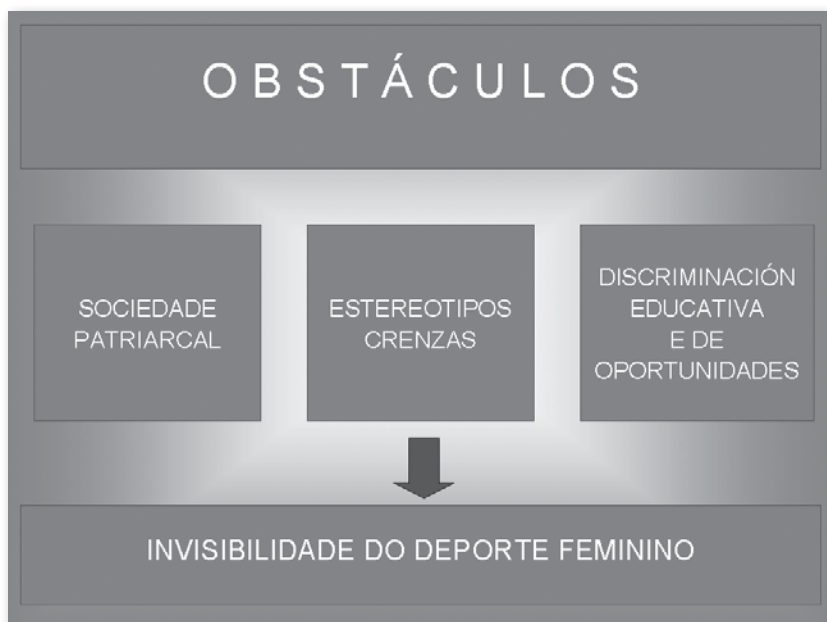 OBSTÁCULOS
SOCIEDADE
PATRIARCAL
ESTEREOTIPOS
CRENZAS
DISCRIMINACIÓN
EDUCATIVA
E DE
OPORTUNIDADES
INVISIBILIDADE DO DEPORTE FEMININO